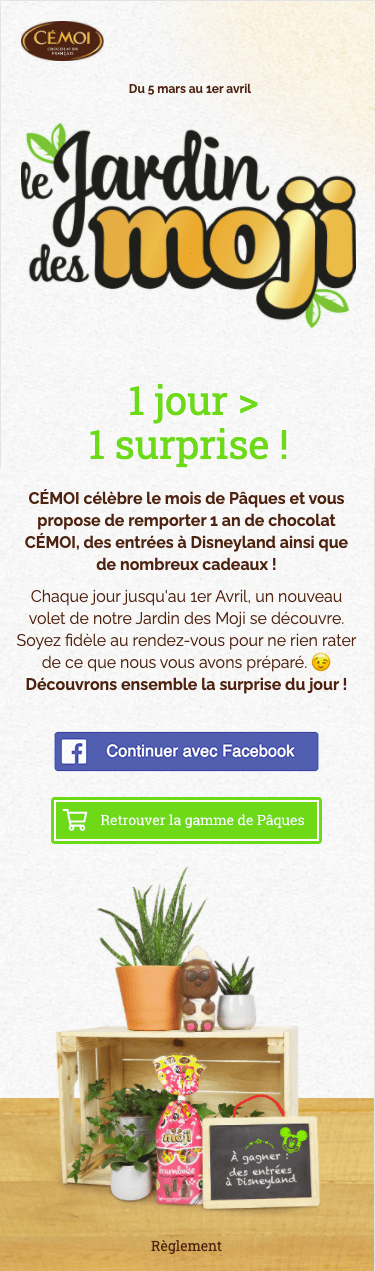 CÉMOI
CHOCOLATIER
FRANÇAIS
Du 5 mars au 1er avril
le Jardin
des moji
1 jour >
1 surprise !
CÉMOI célèbre le mois de Pâques et vous
propose de remporter 1 an de chocolat
CÉMOI, des entrées à Disneyland ainsi que
de nombreux cadeaux !
Chaque jour jusqu'au 1er Avril, un nouveau
volet de notre Jardin des Moji se découvre.
Soyez fidèle au rendez-vous pour ne rien rater
de ce que nous vous avons préparé. 😉
Découvrons ensemble la surprise du jour !
Continuer avec Facebook
Retrouver la gamme de Pâques
moji
framboise
À gagner :
des entrées
à Disneyland
Règlement